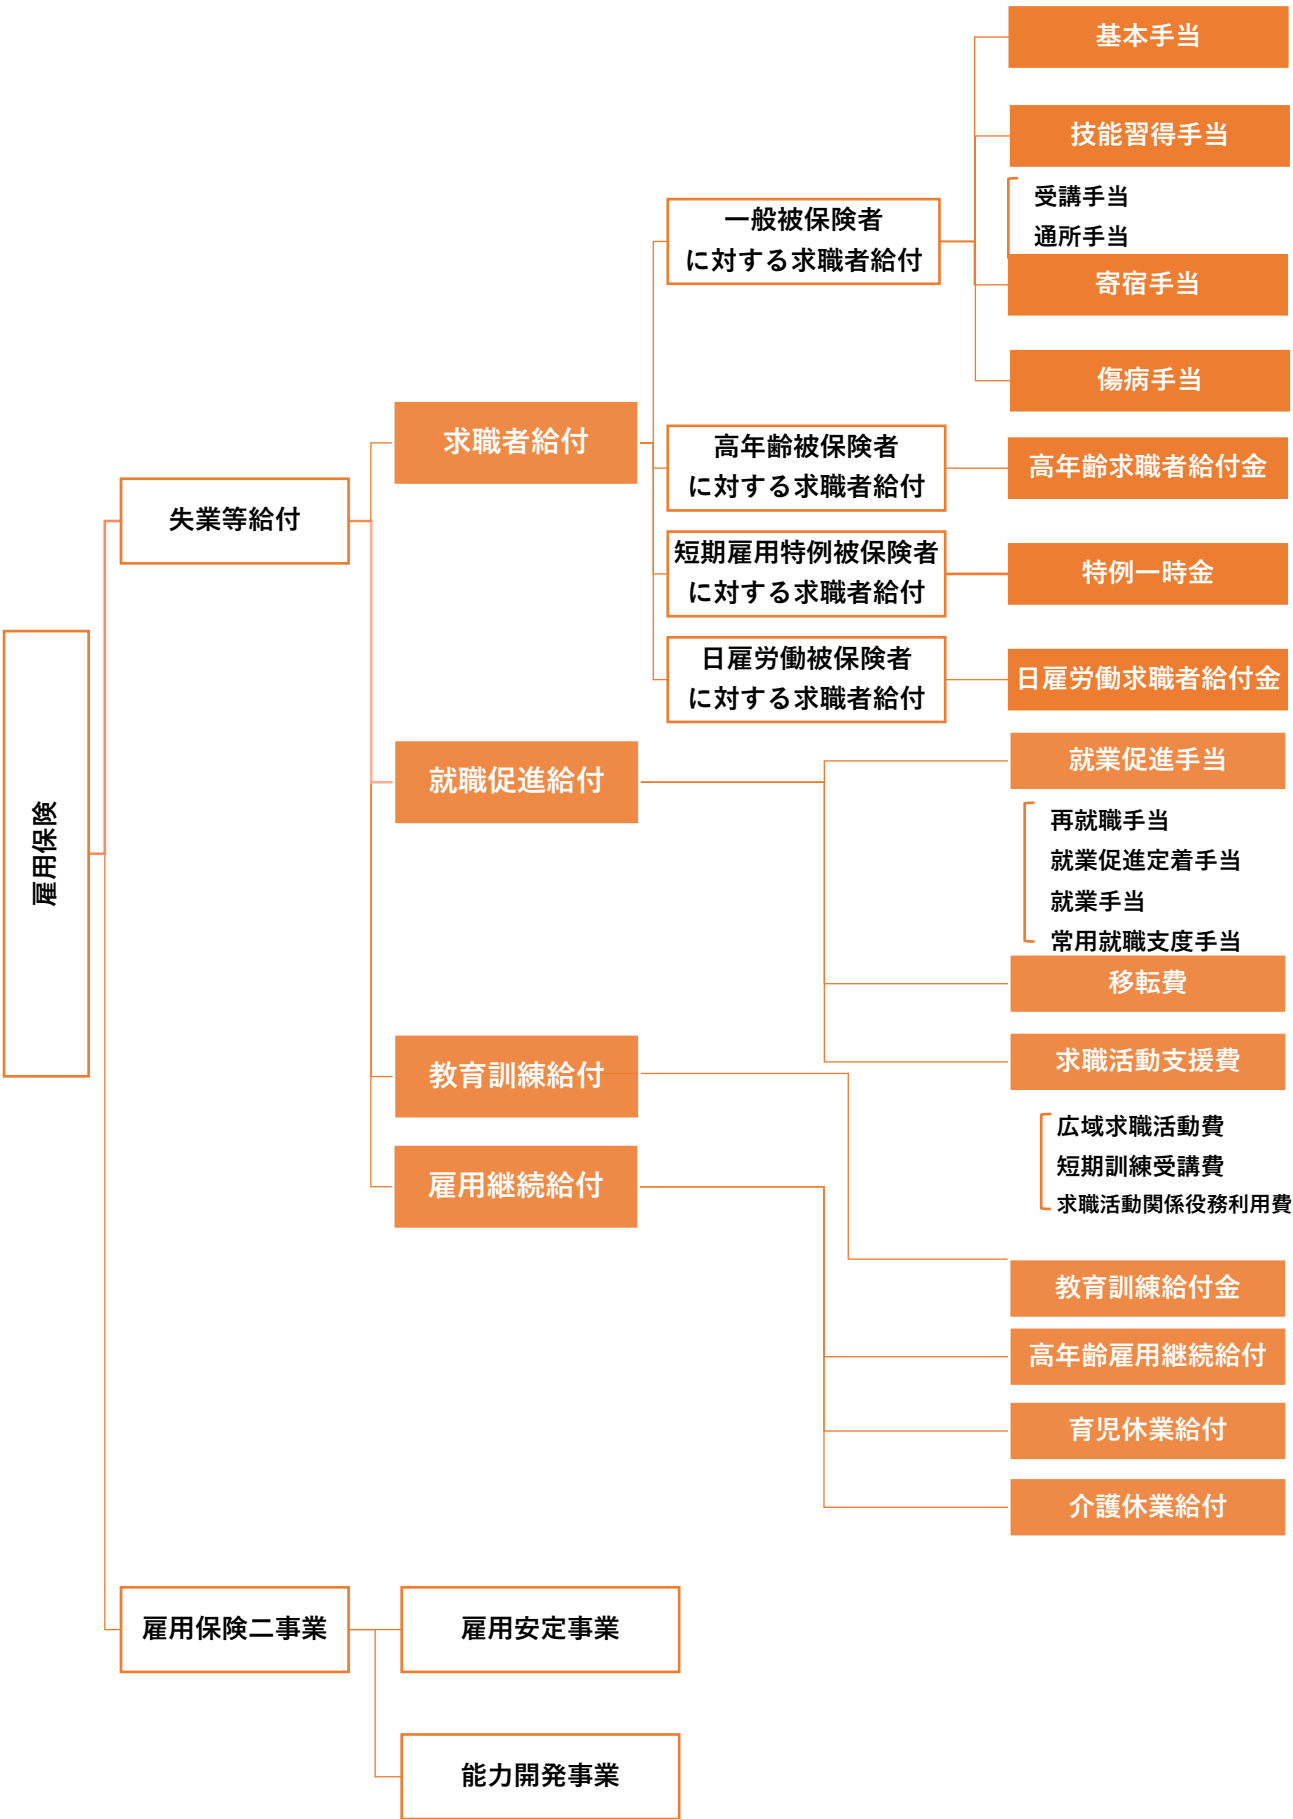 雇用保険
失業等給付
求職者給付
一般被保険者
に対する求職者給付
基本手当
技能習得手当
受講手当
通所手当
寄宿手当
傷病手当
高年齢被保険者
に対する求職者給付
高年齢求職者給付金
短期雇用特例被保険者
に対する求職者給付
特例一時金
日雇労働被保険者
に対する求職者給付
日雇労働求職者給付金
就職促進給付
就業促進手当
再就職手当
就業促進定着手当
就業手当
常用就職支度手当
移転費
求職活動支援費
広域求職活動費
短期訓練受講費
求職活動関係役務利用費
教育訓練給付
教育訓練給付金
雇用継続給付
高年齢雇用継続給付
育児休業給付
介護休業給付
雇用保険二事業
雇用安定事業
能力開発事業